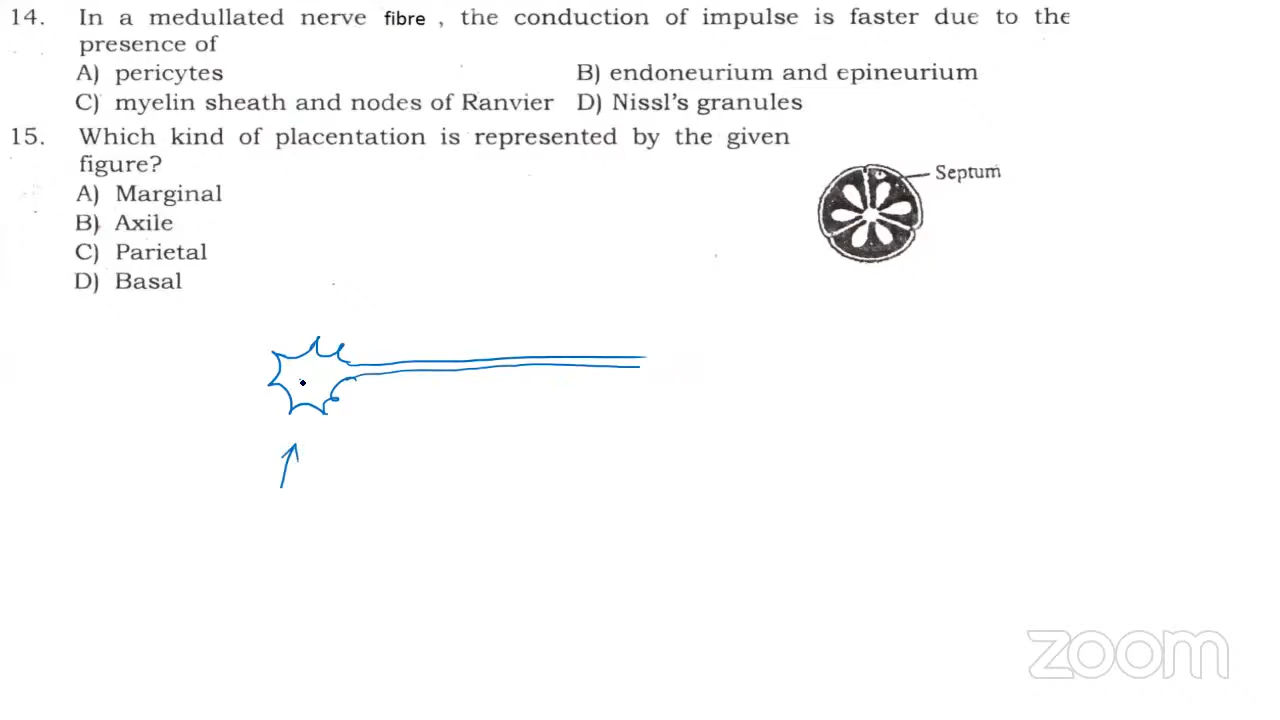 14. In a medullated nerve fibre , the conduction of impulse is faster due to the
presence of
A) pericytes B) endoneurium and epineurium
C) myelin sheath and nodes of Ranvier D) Nissl's granules
15. Which kind of placentation is represented by the given
figure?
Septum
A) Marginal
B) Axile
C) Parietal
D) Basal
zoom